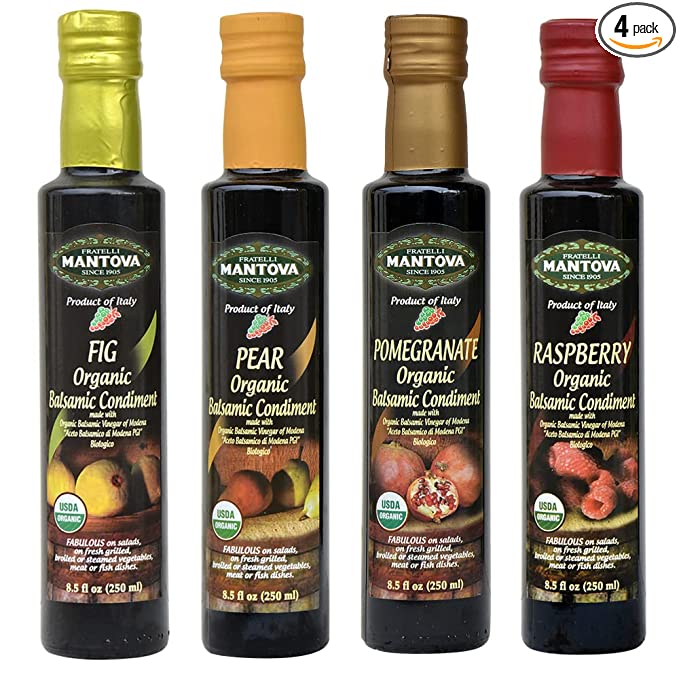 4 pack
FRATELLI
MANTOVA
SINCE 1905
Product of Italy
FIG
Organic
Balsamic Condiment
made with
Organic Balsamic Vinegar of Modena
"Aceto Balsamico di Modena PGI"
Biologico
USDA
ORGANIC
FABULOUS on salads,
on fresh grilled,
broiled or steamed vegetables,
meat or fish dishes.
8.5 fl oz (250 ml)
FRATELLI
MANTOVA
SINCE 1905
Product of Italy
PEAR
Organic
Balsamic Condiment
made with
Organic Balsamic Vinegar of Modena
"Aceto Balsamico di Modena PGI"
Biologico"
USDA
ORGANIC
FABULOUS on salads,
on fresh grilled,
broiled or steamed vegetables,
meat or fish dishes.
8.5 fl oz (250 ml)
FRATELLI
MANTOVA
SINCE 1905
Product of Italy
POMEGRANATE
Organic
Balsamic Condiment
made with
Organic Balsamic Vinegar of Modena
"Aceto Balsamico di Modena PGI"
Biologico
USDA
ORGANIC
FABULOUS on salads,
on fresh grilled,
broiled or steamed vegetables,
meat or fish dishes.
8.5 fl oz (250 ml)
FRATELLI
MANTOVA
SINCE 1905
Product of Italy
RASPBERRY
Organic
Balsamic Condiment
made with
Organic Balsamic Vinegar of Modena
"Aceto Balsamico di Modena PGI"
Biologico
USDA
ORGANIC
FABULOUS on salads,
on fresh grilled,
broiled or steamed vegetables,
meat or fish dishes.
8.5 fl oz (250 ml)